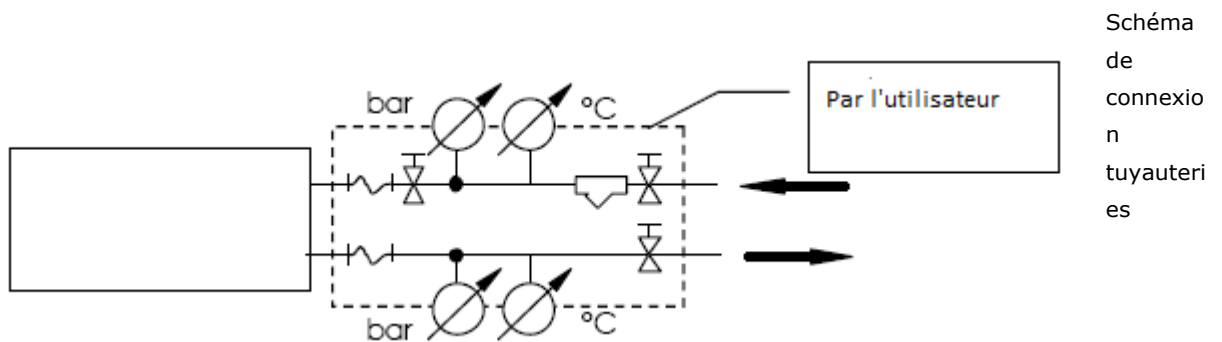 Schéma
de
connexio
n
tuyauteri
es
Par l'utilisateur
bar
°C
bar
°C